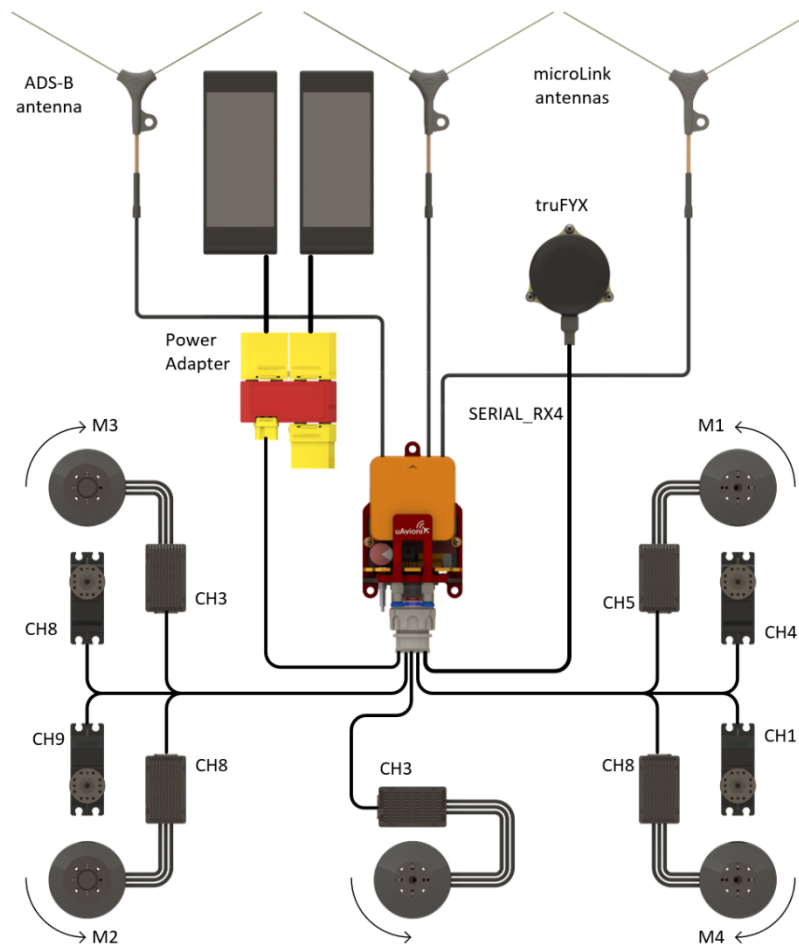 ADS-B
antenna
microLink
antennas
truFYX
Power
Adapter
SERIAL_RX4
M3
M1
uAvionix
CH3
CH8
CH5
CH4
CH9
CH8
CH3
CH8
CH1
M2
M4